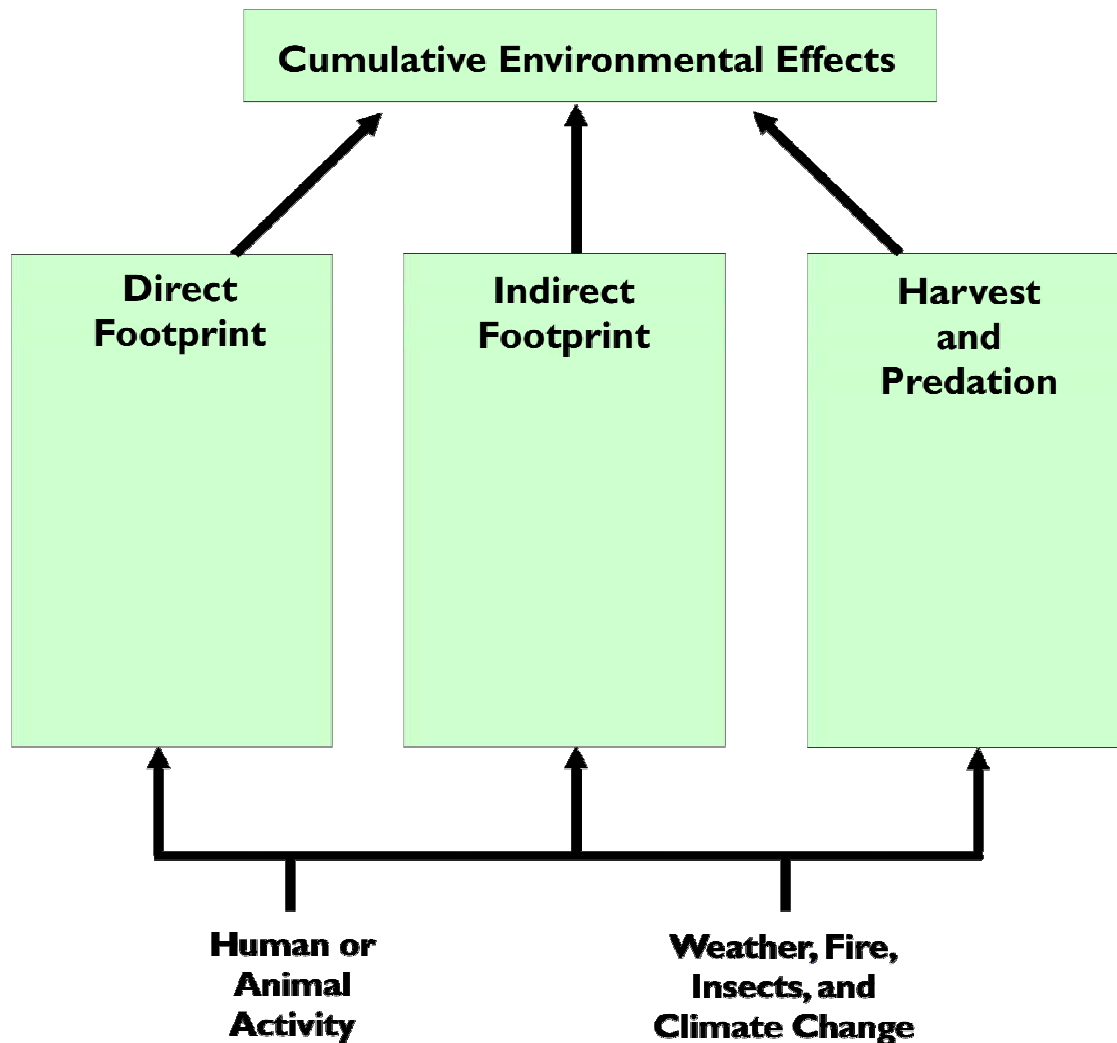 Cumulative Environmental Effects
Direct
Footprint
Indirect
Footprint
Harvest
and
Predation
Human or
Animal
Activity
Weather, Fire,
Insects, and
Climate Change